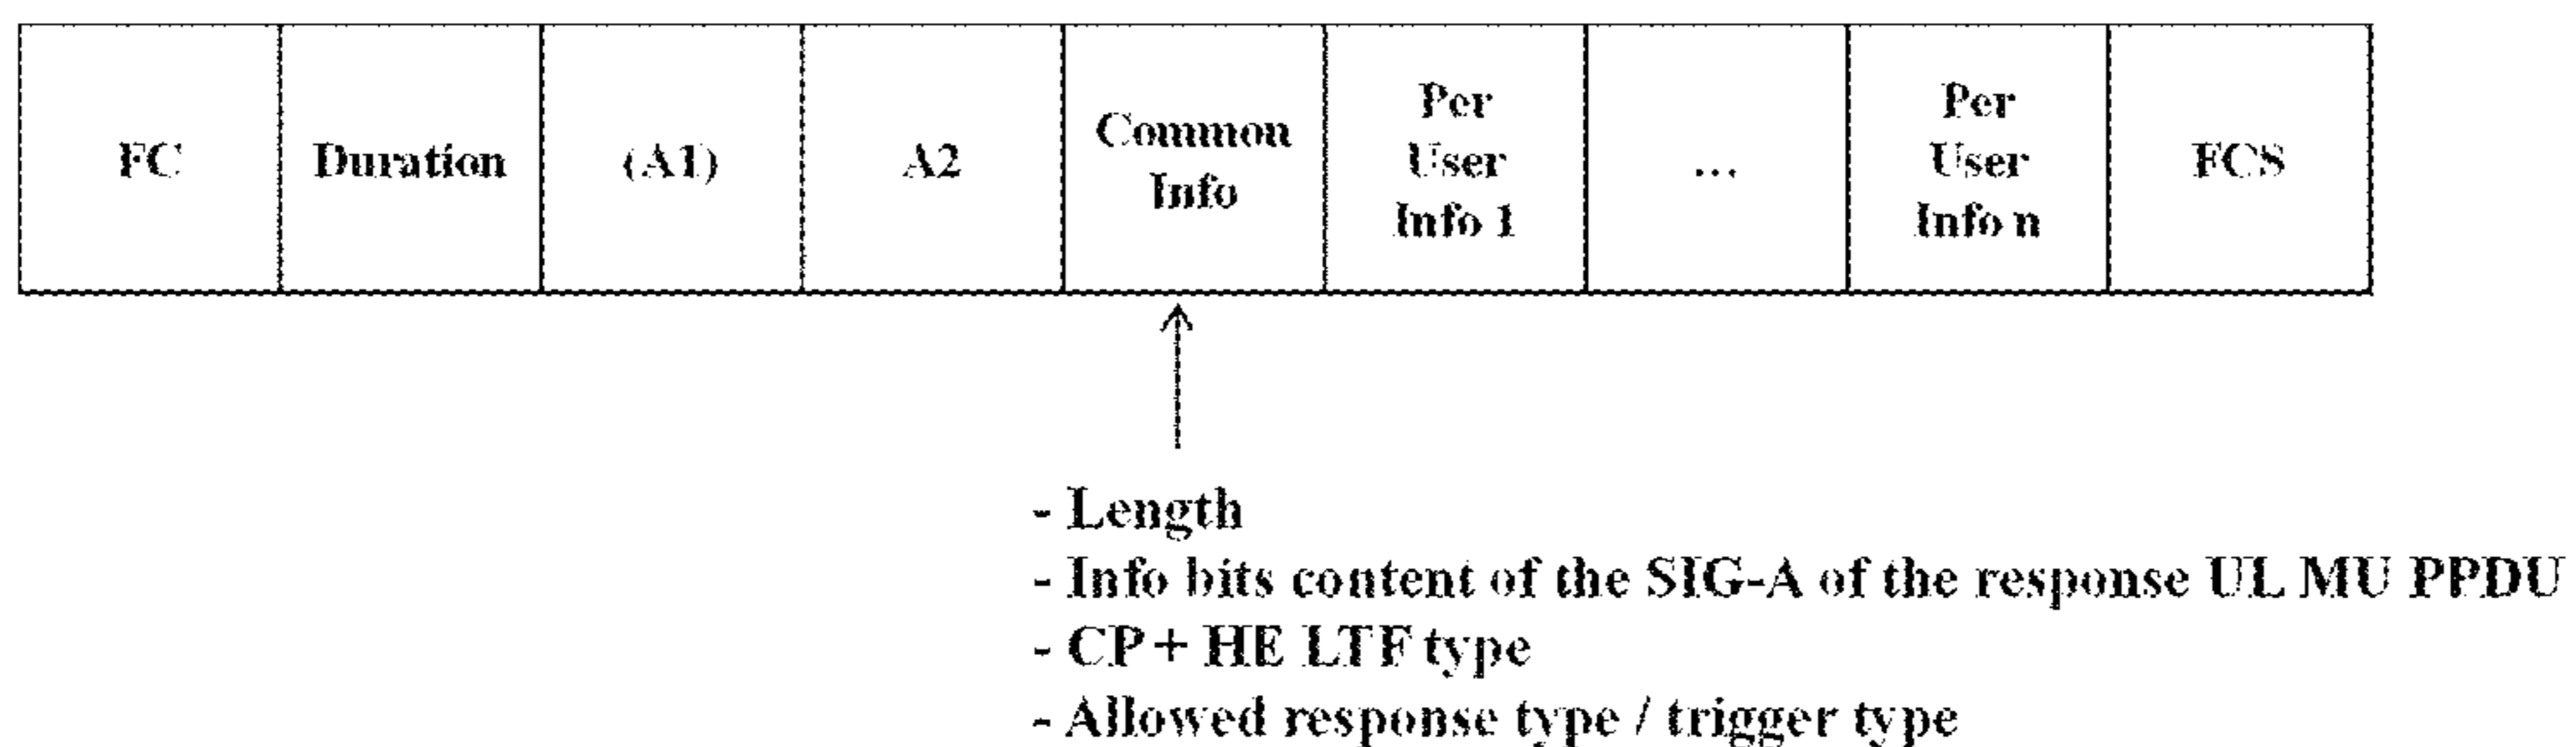 FC
Duration
(A1)
A2
Common
Info
Per
User
Info 1
...
Per
User
Info n
FCS
- Length
- Info bits content of the SIG-A of the response UL MU PPDU
- CP + HE LTF type
- Allowed response type / trigger type